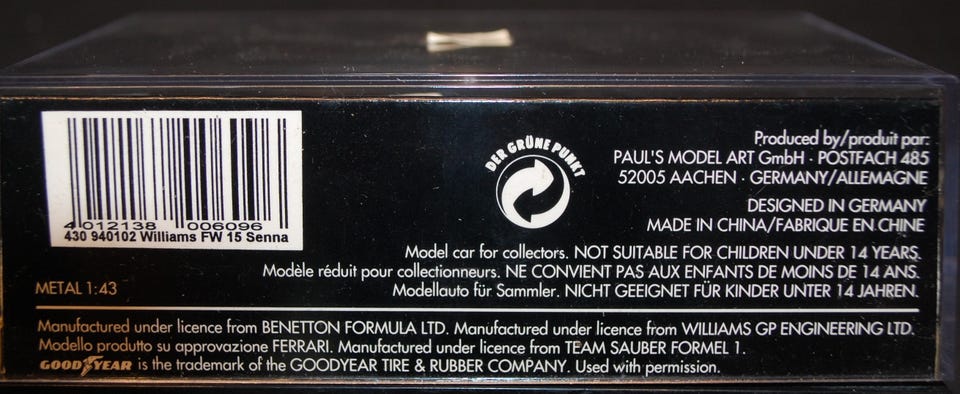 4 012138 006096
430 940102 Williams FW 15 Senna
DER GRÜNE PUNKT
Produced by/produit par:
PAUL'S MODEL ART GmbH · POSTFACH 485
52005 AACHEN · GERMANY/ALLEMAGNE
DESIGNED IN GERMANY
MADE IN CHINA/FABRIQUE EN CHINE
Model car for collectors. NOT SUITABLE FOR CHILDREN UNDER 14 YEARS.
Modèle réduit pour collectionneurs. NE CONVIENT PAS AUX ENFANTS DE MOINS DE 14 ANS.
Modellauto für Sammler. NICHT GEEIGNET FÜR KINDER UNTER 14 JAHREN.
METAL 1:43
Manufactured under licence from BENETTON FORMULA LTD. Manufactured under licence from WILLIAMS GP ENGINEERING LTD.
Modello produtto su approvazione FERRARI. Manufactured under licence from TEAM SAUBER FORMEL 1.
GOODYEAR is the trademark of the GOODYEAR TIRE & RUBBER COMPANY. Used with permission.